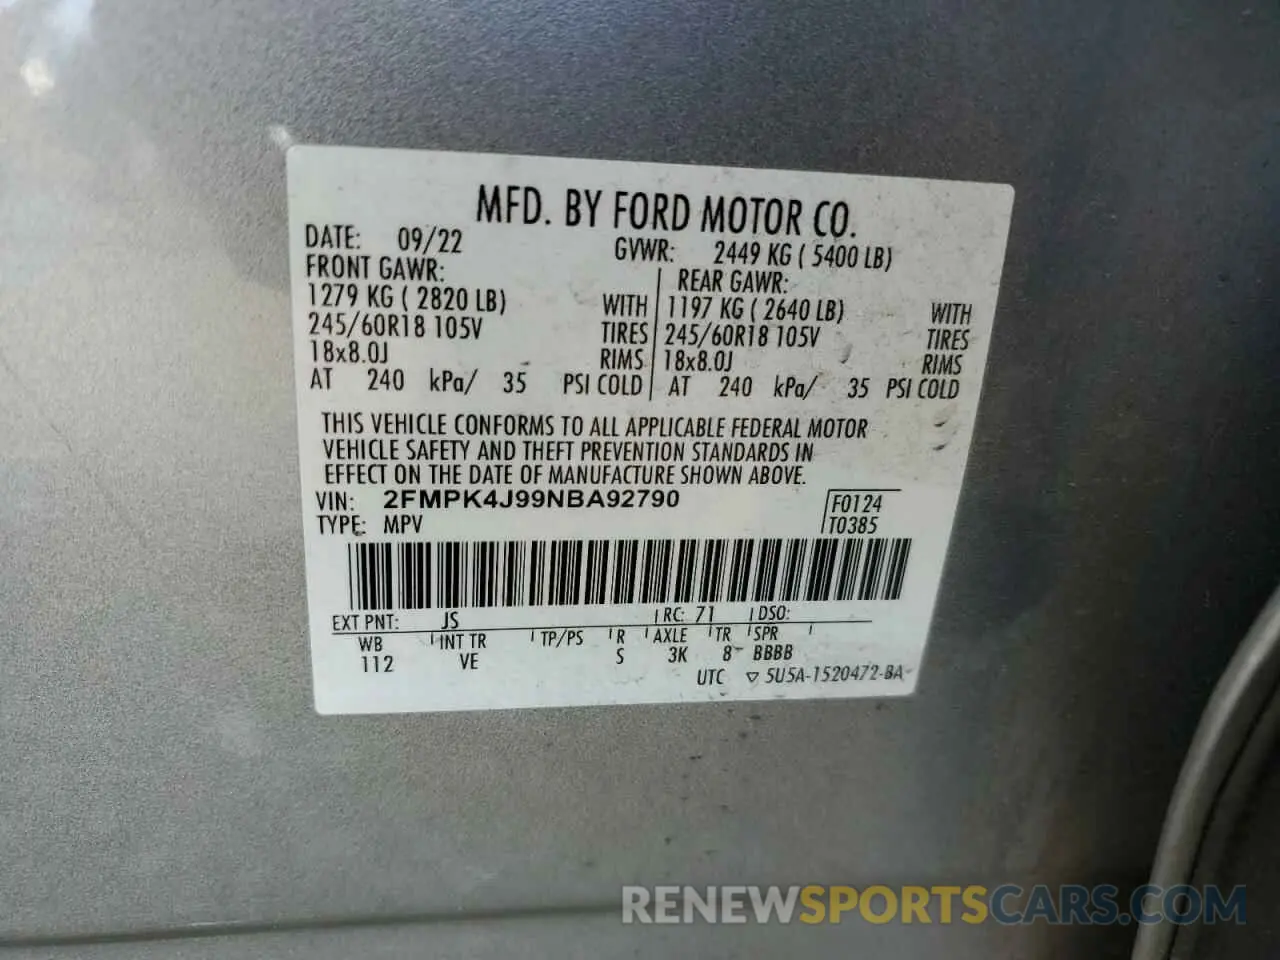 MFD. BY FORD MOTOR CO.
DATE: 09/22 GVWR: 2449 KG ( 5400 LB)
FRONT GAWR: REAR GAWR:
1279 KG ( 2820 LB) WITH 1197 KG ( 2640 LB) WITH
245/60R18 105V TIRES 245/60R18 105V TIRES
18x8.0J RIMS 18x8.0J RIMS
AT 240 kPa/ 35 PSI COLD AT 240 kPa/ 35 PSI COLD
THIS VEHICLE CONFORMS TO ALL APPLICABLE FEDERAL MOTOR
VEHICLE SAFETY AND THEFT PREVENTION STANDARDS IN
EFFECT ON THE DATE OF MANUFACTURE SHOWN ABOVE.
VIN: 2FMPK4J99NBA92790 F0124
TYPE: MPV T0385
EXT PNT: JS RC: 71 DSO:
WB INT TR TP/PS R AXLE TR SPR
112 VE S 3K 8 BBBB
UTC ▽ 5U5A-1520472-BA
RENEWSPORTSCARS.COM